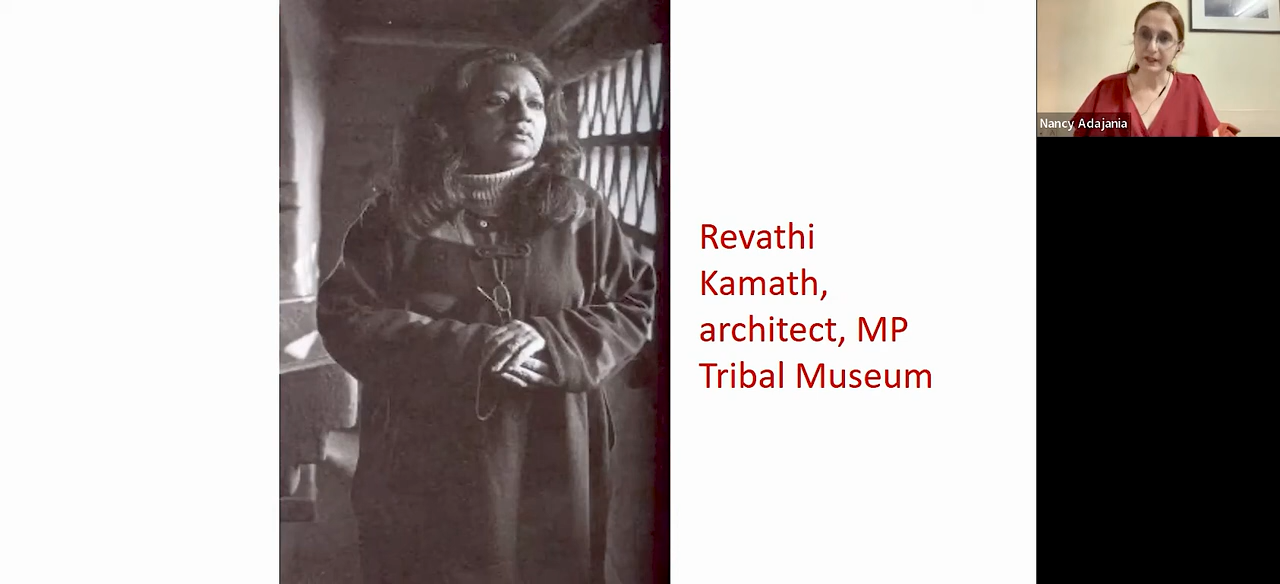 Revathi
Kamath,
architect, MP
Tribal Museum
Nancy Adajania